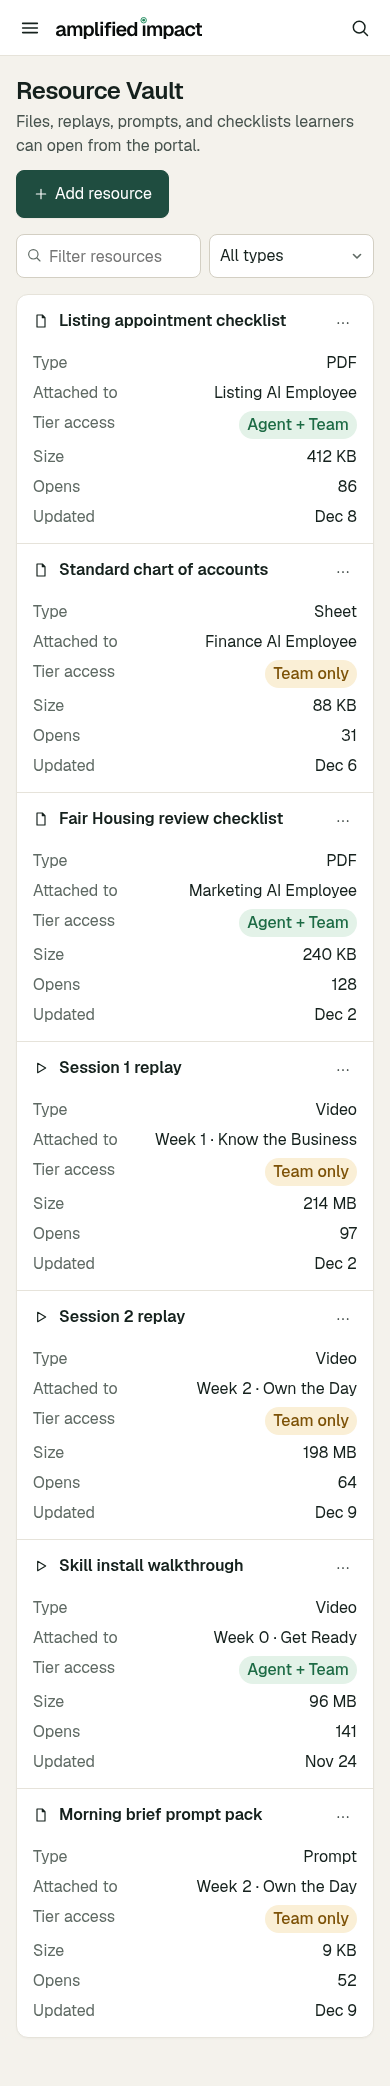 amplified impact
Resource Vault
Files, replays, prompts, and checklists learners
can open from the portal.
+ Add resource
Filter resources
All types
Listing appointment checklist ...
Type PDF
Attached to Listing AI Employee
Tier access Agent + Team
Size 412 KB
Opens 86
Updated Dec 8
Standard chart of accounts ...
Type Sheet
Attached to Finance AI Employee
Tier access Team only
Size 88 KB
Opens 31
Updated Dec 6
Fair Housing review checklist ...
Type PDF
Attached to Marketing AI Employee
Tier access Agent + Team
Size 240 KB
Opens 128
Updated Dec 2
Session 1 replay ...
Type Video
Attached to Week 1 · Know the Business
Tier access Team only
Size 214 MB
Opens 97
Updated Dec 2
Session 2 replay ...
Type Video
Attached to Week 2 · Own the Day
Tier access Team only
Size 198 MB
Opens 64
Updated Dec 9
Skill install walkthrough ...
Type Video
Attached to Week 0 · Get Ready
Tier access Agent + Team
Size 96 MB
Opens 141
Updated Nov 24
Morning brief prompt pack ...
Type Prompt
Attached to Week 2 · Own the Day
Tier access Team only
Size 9 KB
Opens 52
Updated Dec 9